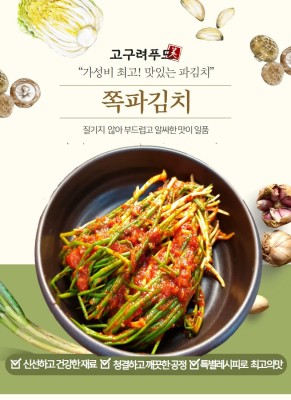 고구려푸드
“가성비 최고! 맛있는 파김치”
쪽파김치
질기지 않아 부드럽고 알싸한 맛이 일품
신선하고 건강한 재료 청결하고 깨끗한 공정 특별레시피로 최고의맛